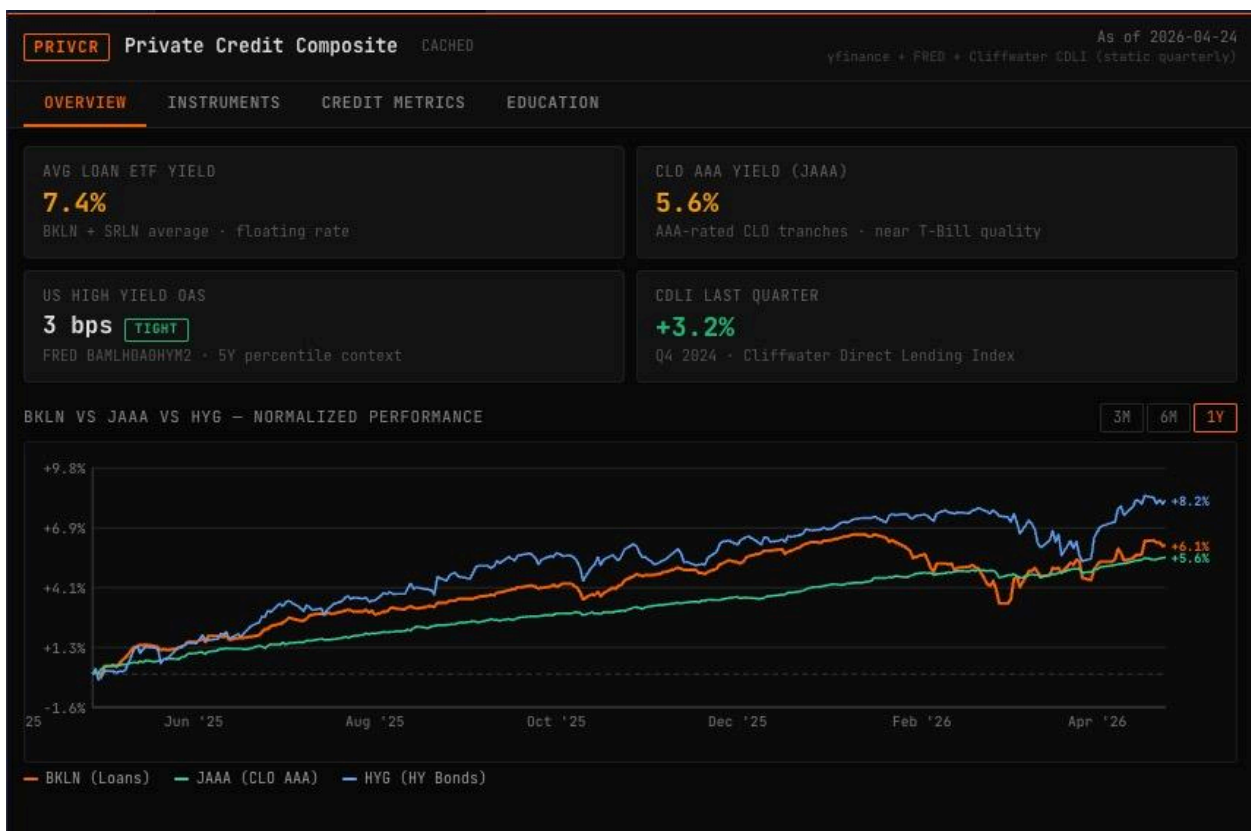 PRIVCR Private Credit Composite CACHED
As of 2026-04-24
yfinance + FRED + Cliffwater CDLI (static quarterly)
OVERVIEW INSTRUMENTS CREDIT METRICS EDUCATION
AVG LOAN ETF YIELD
7.4%
BKLN + SRLN average · floating rate
CLO AAA YIELD (JAAA)
5.6%
AAA-rated CLO tranches · near T-Bill quality
US HIGH YIELD OAS
3 bps TIGHT
FRED BAMLH0A0HYM2 · 5Y percentile context
CDLI LAST QUARTER
+3.2%
Q4 2024 · Cliffwater Direct Lending Index
BKLN VS JAAA VS HYG — NORMALIZED PERFORMANCE
3M 6M 1Y
+9.8%
+6.9%
+4.1%
+1.3%
-1.6%
+8.2%
+6.1%
+5.6%
25 Jun '25 Aug '25 Oct '25 Dec '25 Feb '26 Apr '26
BKLN (Loans) JAAA (CLO AAA) HYG (HY Bonds)